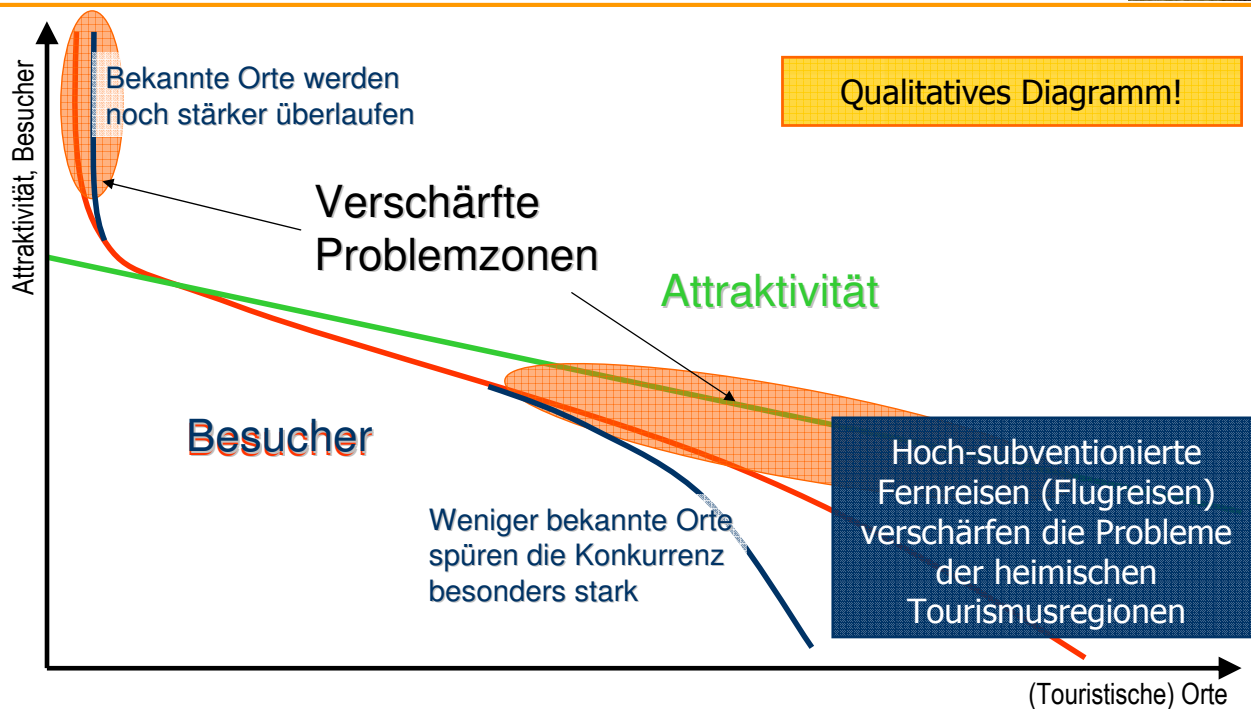 Attraktivität, Besucher
Bekannte Orte werden
noch stärker überlaufen
Qualitatives Diagramm!
Verschärfte
Problemzonen
Attraktivität
Besucher
Weniger bekannte Orte
spüren die Konkurrenz
besonders stark
Hoch-subventionierte
Fernreisen (Flugreisen)
verschärfen die Probleme
der heimischen
Tourismusregionen
(Touristische) Orte